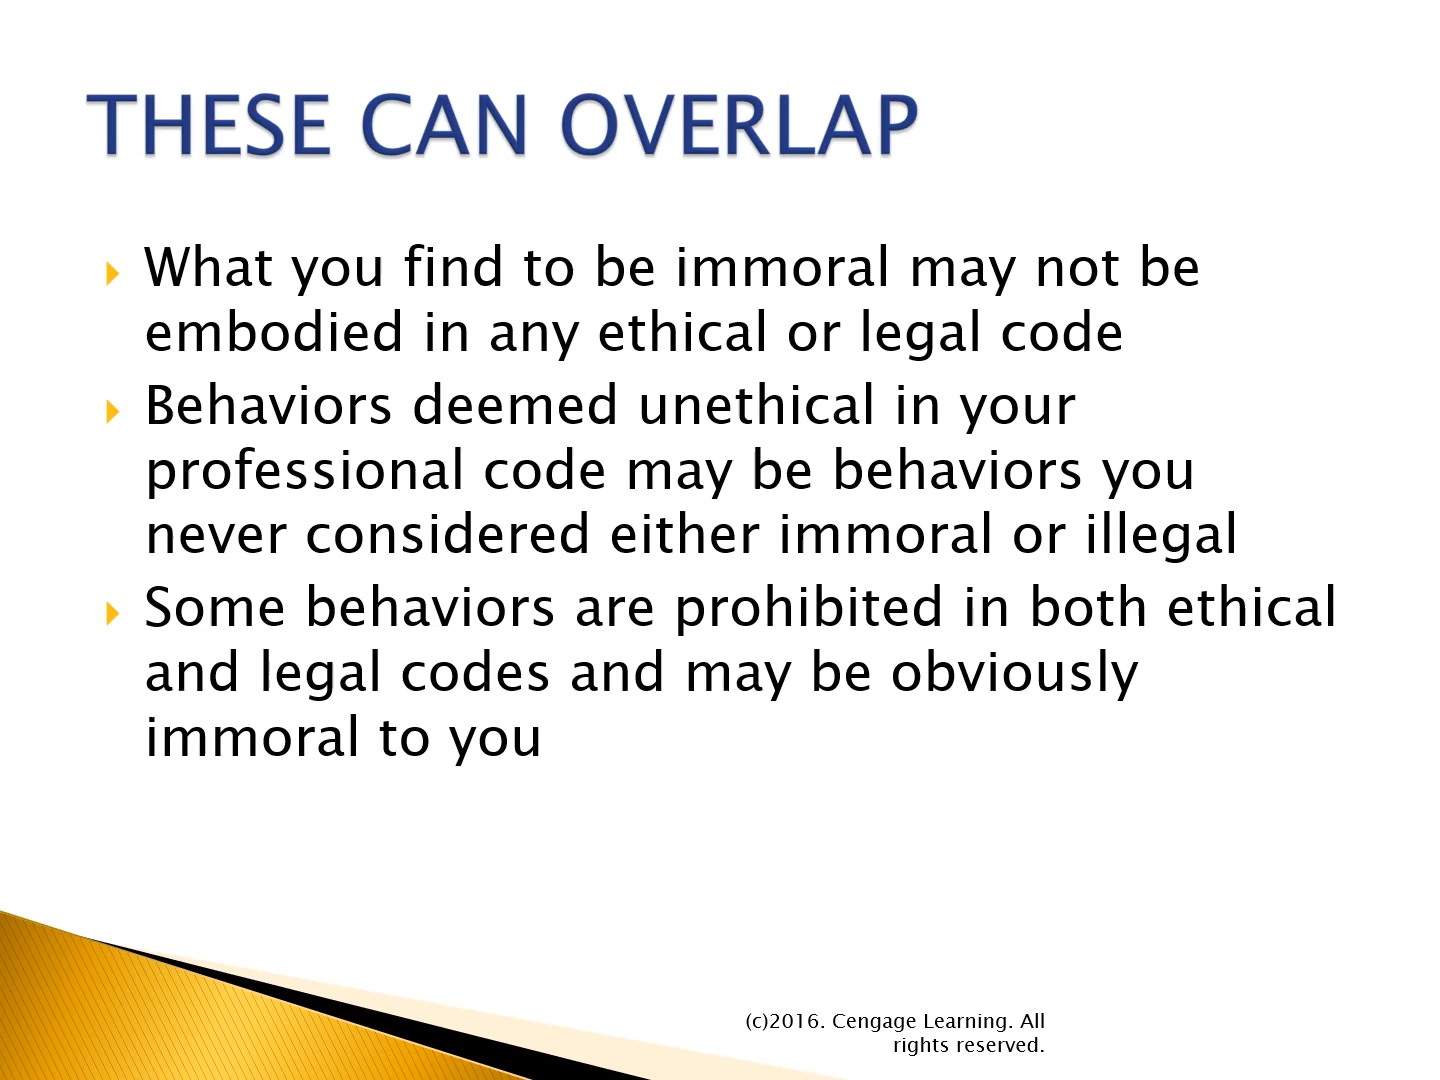 THESE CAN OVERLAP
What you find to be immoral may not be
embodied in any ethical or legal code
Behaviors deemed unethical in your
professional code may be behaviors you
never considered either immoral or illegal
Some behaviors are prohibited in both ethical
and legal codes and may be obviously
immoral to you
(c)2016. Cengage Learning. All
rights reserved.